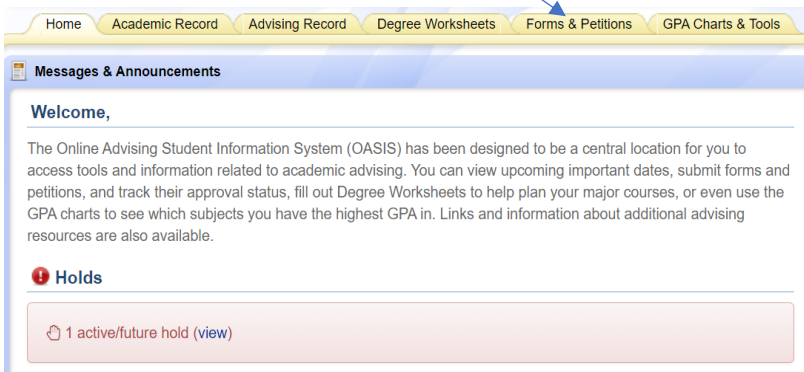 Home Academic Record Advising Record Degree Worksheets Forms & Petitions GPA Charts & Tools
Messages & Announcements
Welcome,
The Online Advising Student Information System (OASIS) has been designed to be a central location for you to
access tools and information related to academic advising. You can view upcoming important dates, submit forms and
petitions, and track their approval status, fill out Degree Worksheets to help plan your major courses, or even use the
GPA charts to see which subjects you have the highest GPA in. Links and information about additional advising
resources are also available.
Holds
1 active/future hold (view)